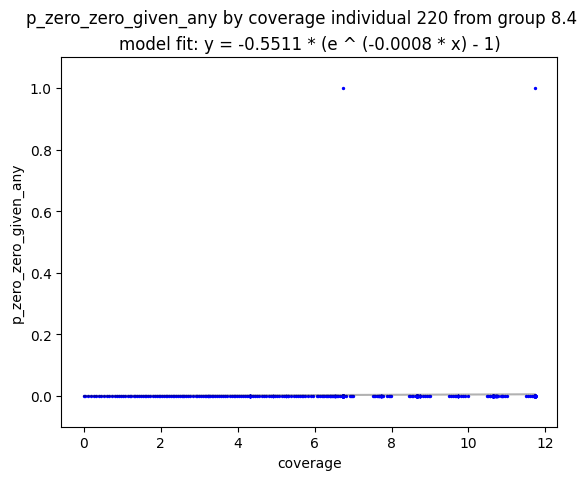 p_zero_zero_given_any by coverage individual 220 from group 8.4
model fit: y = -0.5511 * (e ^ (-0.0008 * x) - 1)
1.0
0.8
0.6
0.4
0.2
0.0
p_zero_zero_given_any
0 2 4 6 8 10 12
coverage